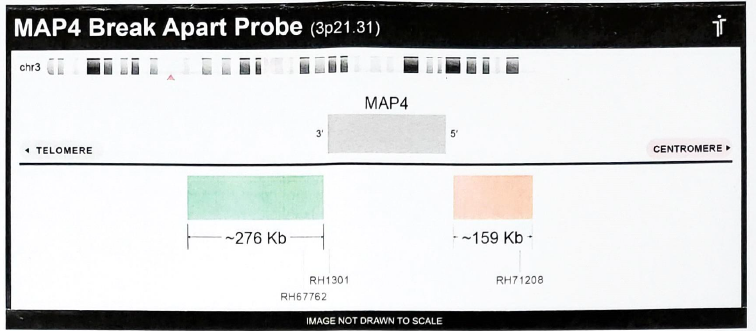 MAP4 Break Apart Probe (3p21.31)
chr3
MAP4
3' 5'
◂ TELOMERE CENTROMERE ▸
~276 Kb ~159 Kb
RH1301 RH71208
RH67762
IMAGE NOT DRAWN TO SCALE